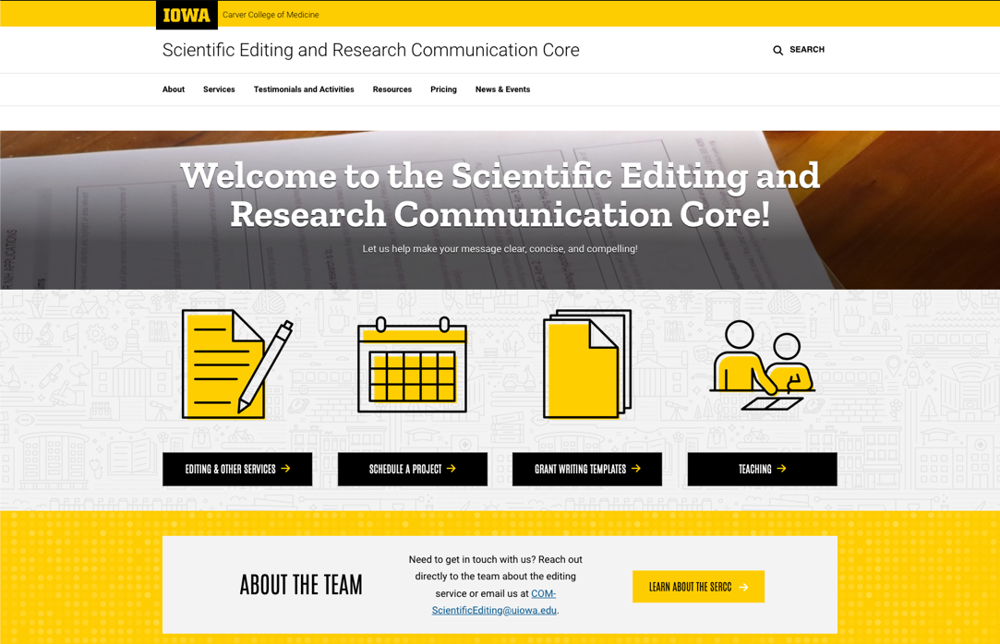 IOWA
Carver College of Medicine
Scientific Editing and Research Communication Core
SEARCH
About
Services
Testimonials and Activities
Resources
Pricing
News & Events
Welcome to the Scientific Editing and
Research Communication Core!
Let us help make your message clear, concise, and compelling!
EDITING & OTHER SERVICES →
SCHEDULE A PROJECT →
GRANT WRITING TEMPLATES →
TEACHING →
ABOUT THE TEAM
Need to get in touch with us? Reach out
directly to the team about the editing
service or email us at COM-
ScientificEditing@uiowa.edu.
LEARN ABOUT THE SERCC →